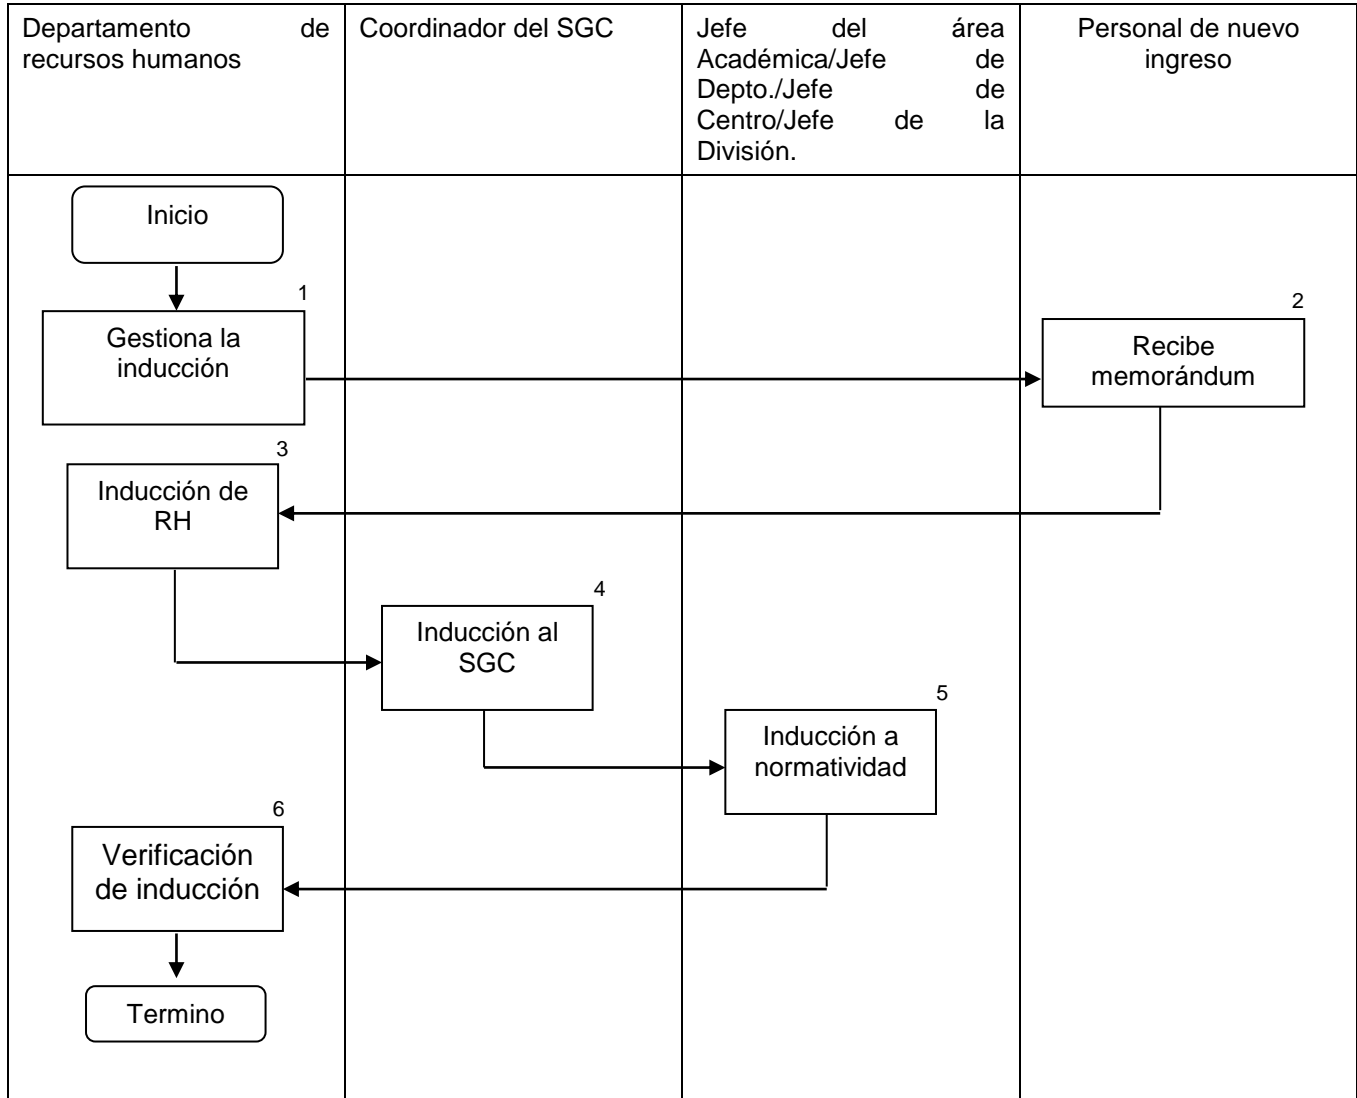 Departamento de
recursos humanos
Coordinador del SGC
Jefe del área
Académica/Jefe de
Depto./Jefe de
Centro/Jefe de la
División.
Personal de nuevo
ingreso
Inicio
1
Gestiona la
inducción
2
Recibe
memorándum
3
Inducción de
RH
4
Inducción al
SGC
5
Inducción a
normatividad
6
Verificación
de inducción
Termino